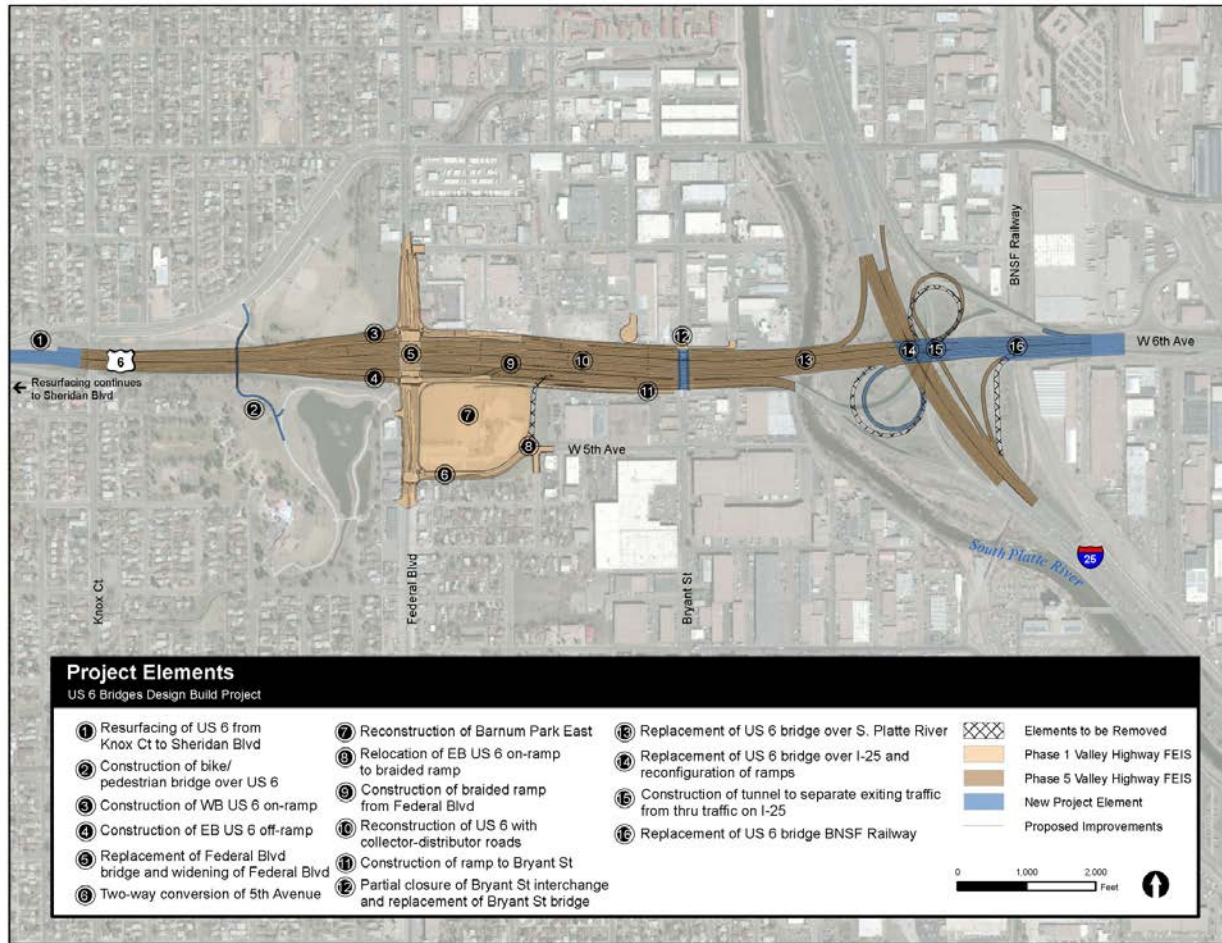 1
6
Resurfacing continues
to Sheridan Blvd
2
3
4
5
6
7
8
9
10
11
12
13
14
15
16
W 6th Ave
W 5th Ave
BNSF Railway
Knox Ct
Federal Blvd
Bryant St
South Platte River
25
Project Elements
US 6 Bridges Design Build Project
1 Resurfacing of US 6 from
Knox Ct to Sheridan Blvd
2 Construction of bike/
pedestrian bridge over US 6
3 Construction of WB US 6 on-ramp
4 Construction of EB US 6 off-ramp
5 Replacement of Federal Blvd
bridge and widening of Federal Blvd
6 Two-way conversion of 5th Avenue
7 Reconstruction of Barnum Park East
8 Relocation of EB US 6 on-ramp
to braided ramp
9 Construction of braided ramp
from Federal Blvd
10 Reconstruction of US 6 with
collector-distributor roads
11 Construction of ramp to Bryant St
12 Partial closure of Bryant St interchange
and replacement of Bryant St bridge
13 Replacement of US 6 bridge over S. Platte River
14 Replacement of US 6 bridge over I-25 and
reconfiguration of ramps
15 Construction of tunnel to separate exiting traffic
from thru traffic on I-25
16 Replacement of US 6 bridge BNSF Railway
Elements to be Removed
Phase 1 Valley Highway FEIS
Phase 5 Valley Highway FEIS
New Project Element
Proposed Improvements
0 1,000 2,000
Feet